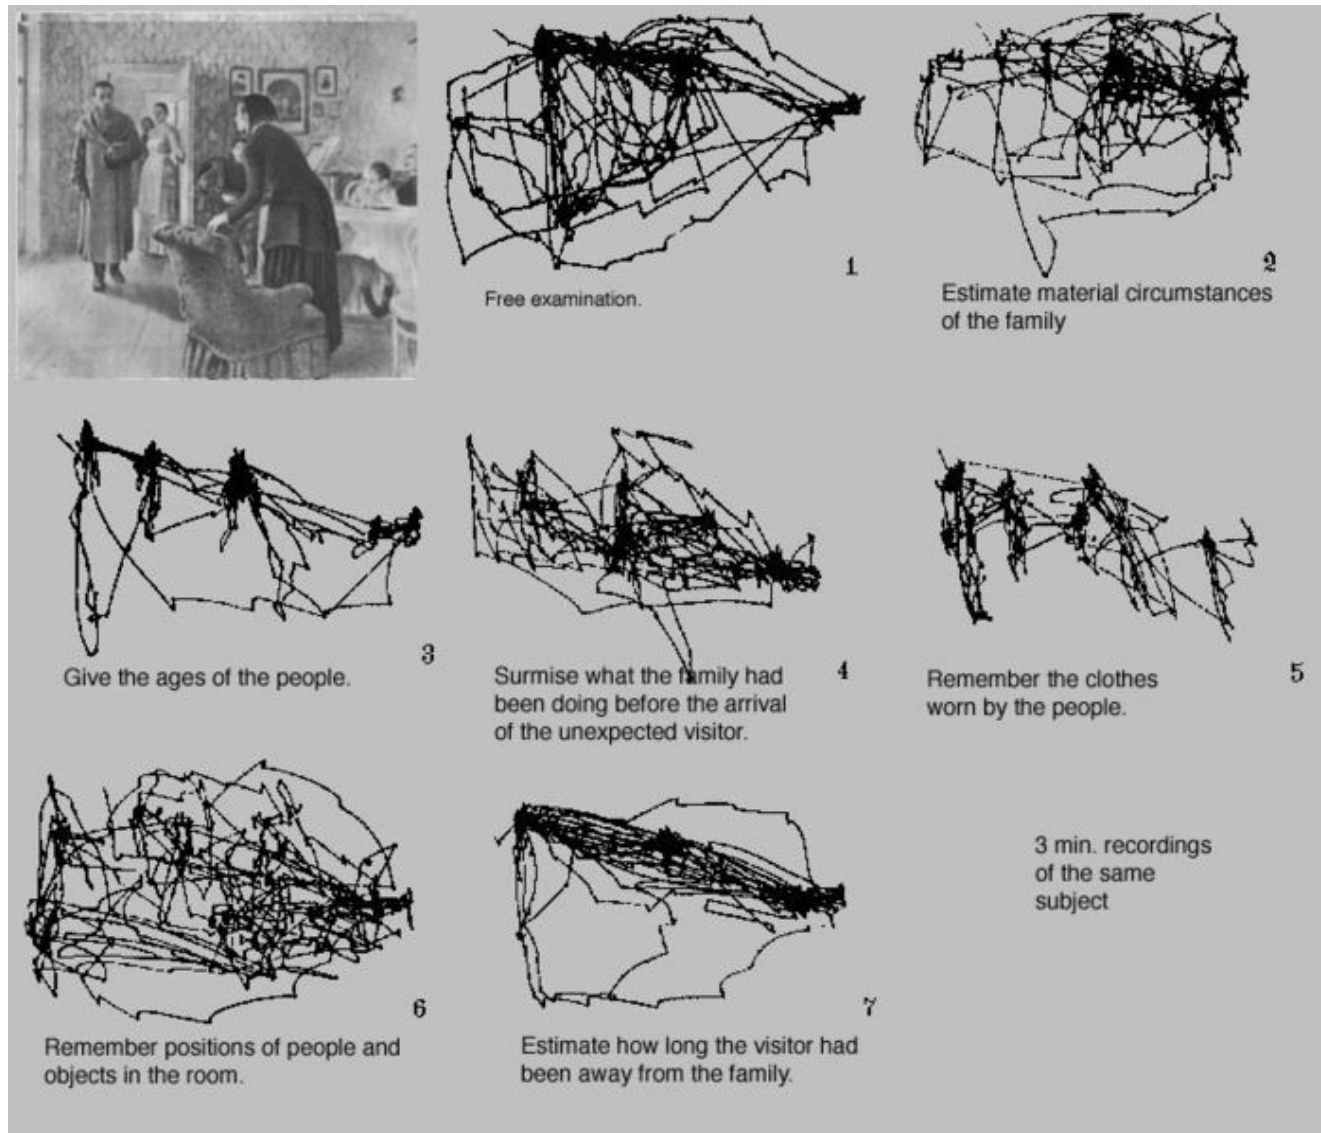 1
Free examination.
2
Estimate material circumstances
of the family
3
Give the ages of the people.
4
Surmise what the family had
been doing before the arrival
of the unexpected visitor.
5
Remember the clothes
worn by the people.
6
Remember positions of people and
objects in the room.
7
Estimate how long the visitor had
been away from the family.
3 min. recordings
of the same
subject